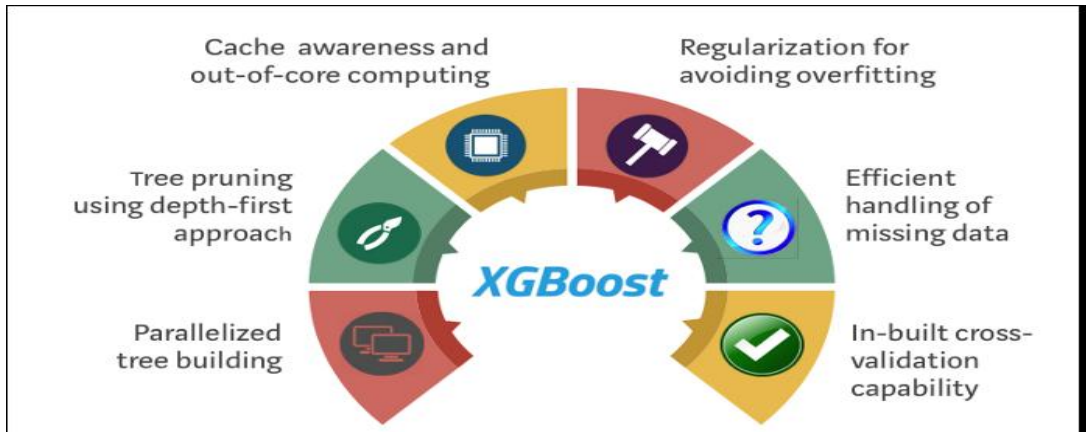 Cache awareness and
out-of-core computing
Regularization for
avoiding overfitting
Tree pruning
using depth-first
approach
Efficient
handling of
missing data
?
XGBoost
Parallelized
tree building
In-built cross-
validation
capability